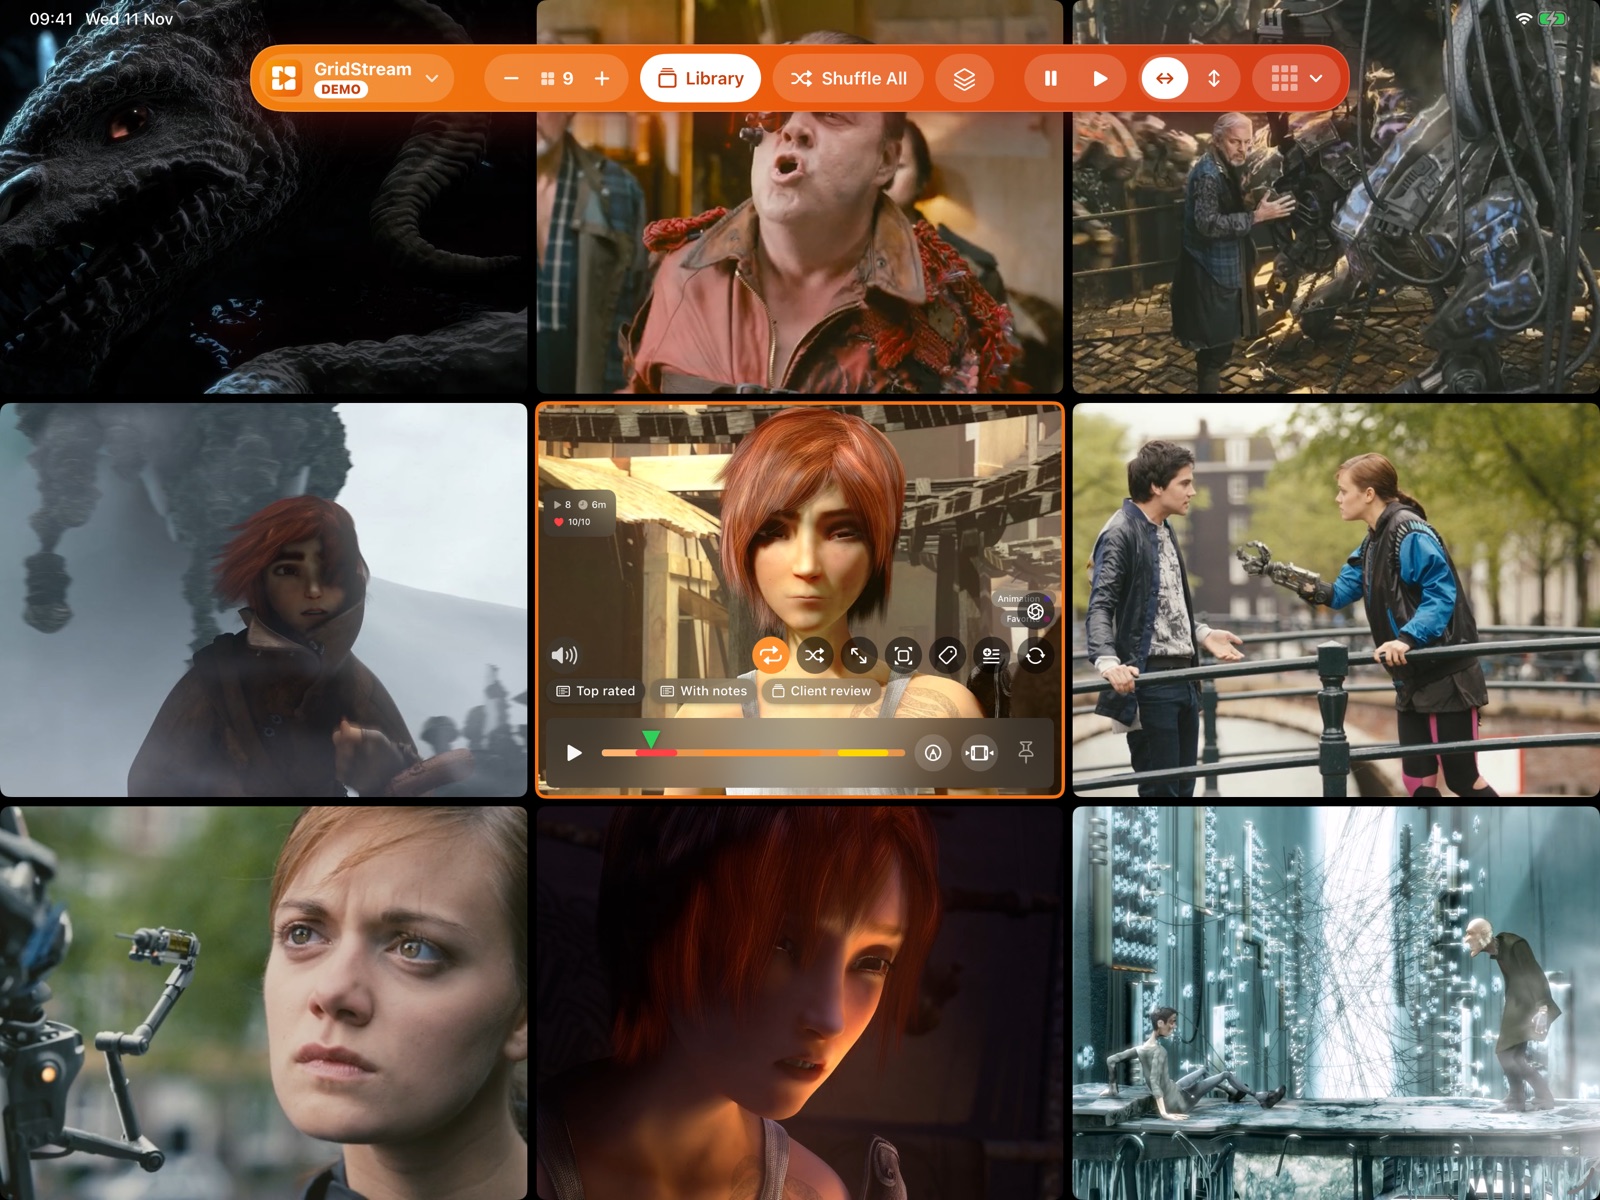 09:41 Wed 11 Nov
GridStream
DEMO
9
Library
Shuffle All
8 6m
10/10
Animation
Top rated
With notes
Client review